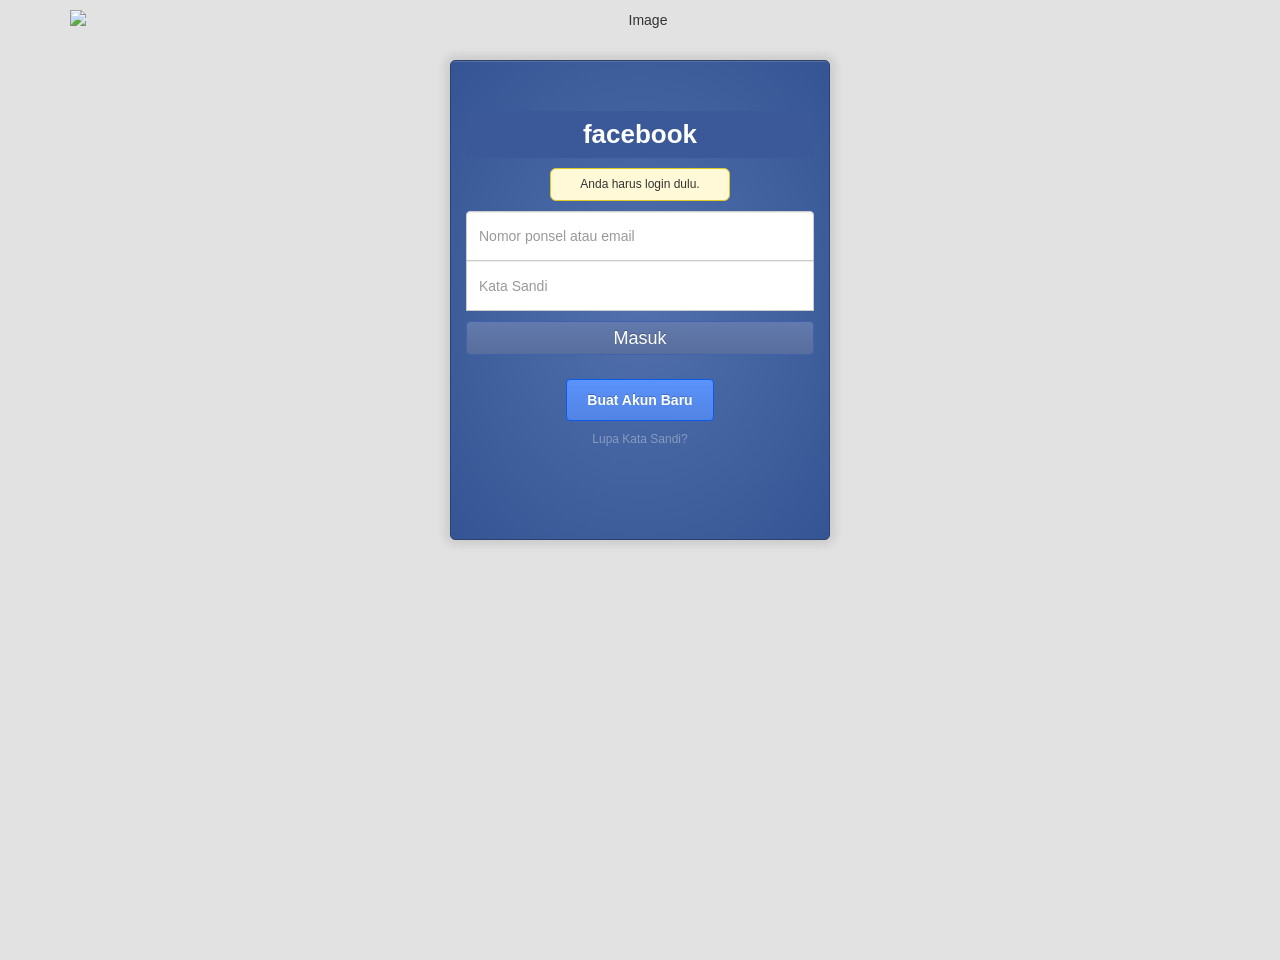 Image
facebook
Anda harus login dulu.
Nomor ponsel atau email
Kata Sandi
Masuk
Buat Akun Baru
Lupa Kata Sandi?